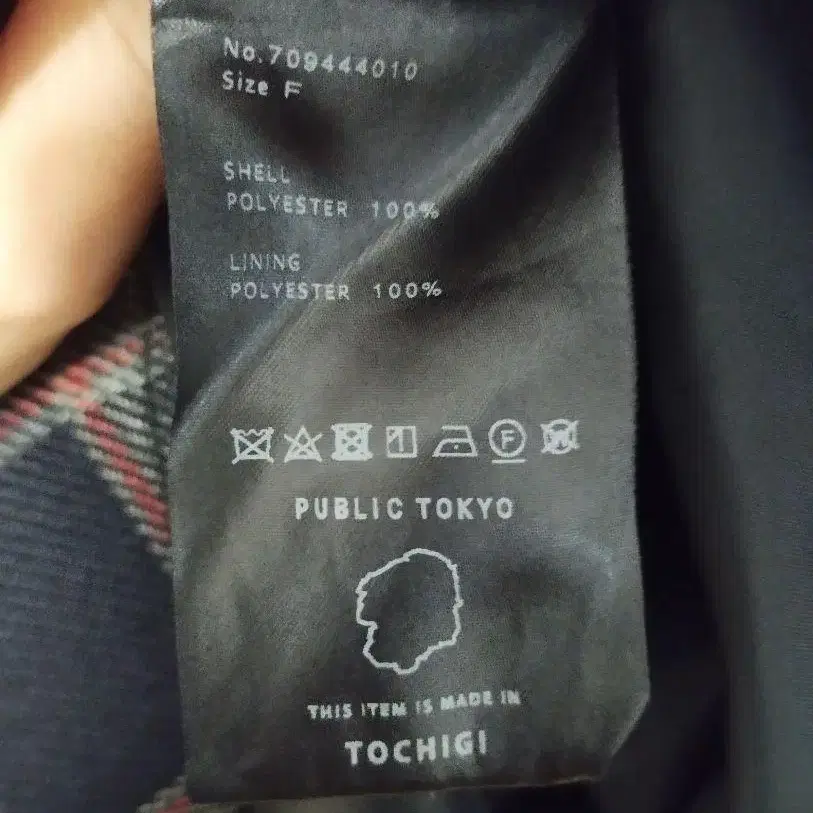 No.709444010
Size F
SHELL
POLYESTER 100%
LINING
POLYESTER 100%
F W
PUBLIC TOKYO
THIS ITEM IS MADE IN
TOCHIGI